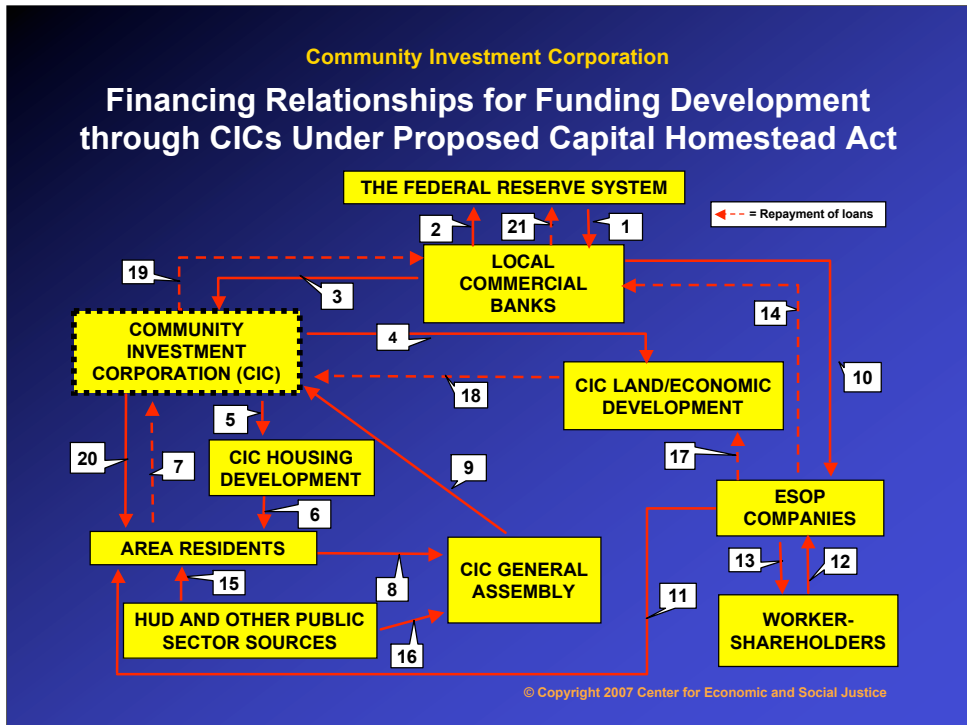 Community Investment Corporation
Financing Relationships for Funding Development
through CICs Under Proposed Capital Homestead Act
THE FEDERAL RESERVE SYSTEM
= Repayment of loans
2
21
1
LOCAL
COMMERCIAL
BANKS
19
3
14
COMMUNITY
INVESTMENT
CORPORATION (CIC)
4
10
18
CIC LAND/ECONOMIC
DEVELOPMENT
5
20
7
CIC HOUSING
DEVELOPMENT
9
17
6
ESOP
COMPANIES
AREA RESIDENTS
8
CIC GENERAL
ASSEMBLY
13
12
15
11
HUD AND OTHER PUBLIC
SECTOR SOURCES
16
WORKER-
SHAREHOLDERS
© Copyright 2007 Center for Economic and Social Justice